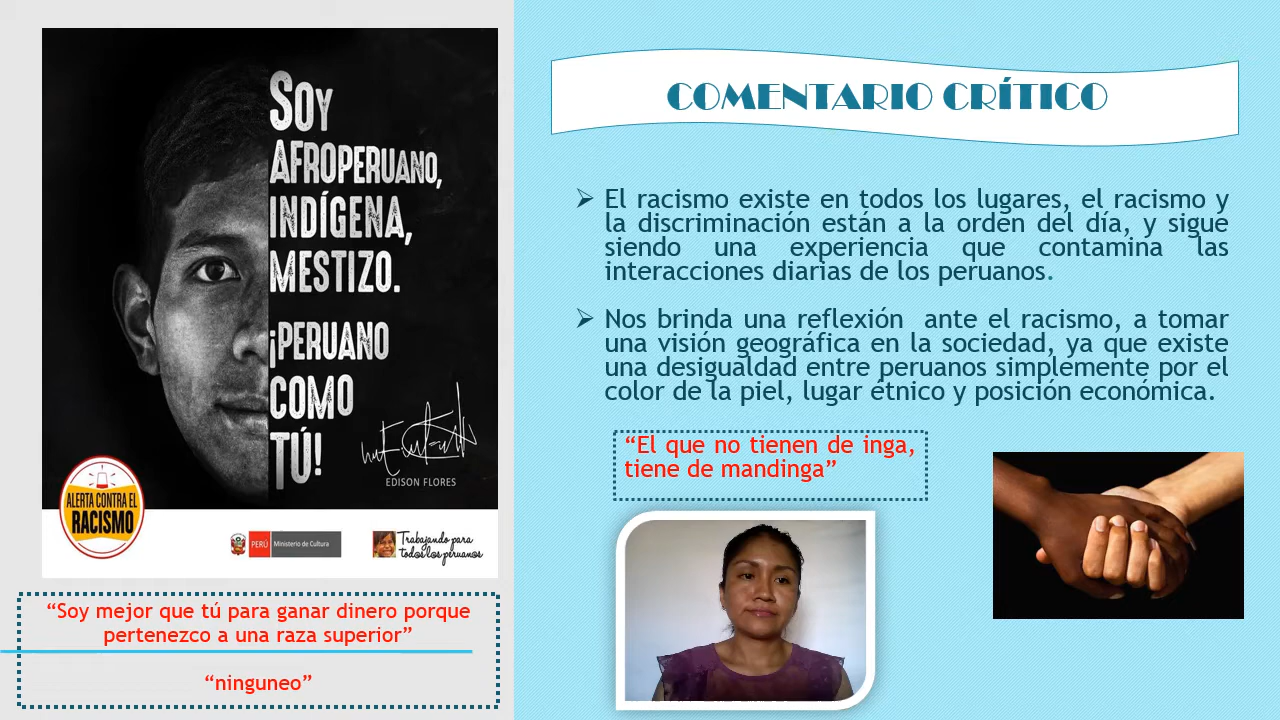 SOY
AFROPERUANO,
INDÍGENA,
MESTIZO.
¡PERUANO
COMO
TÚ!
EDISON FLORES
ALERTA CONTRA EL
RACISMO
PERÚ
Ministerio de Cultura
Trabajando para
todos los peruanos
“Soy mejor que tú para ganar dinero porque
pertenezco a una raza superior”
“ninguneo”
COMENTARIO CRÍTICO
➢ El racismo existe en todos los lugares, el racismo y
la discriminación están a la orden del día, y sigue
siendo una experiencia que contamina las
interacciones diarias de los peruanos.
➢ Nos brinda una reflexión ante el racismo, a tomar
una visión geográfica en la sociedad, ya que existe
una desigualdad entre peruanos simplemente por el
color de la piel, lugar étnico y posición económica.
“El que no tienen de inga,
tiene de mandinga”